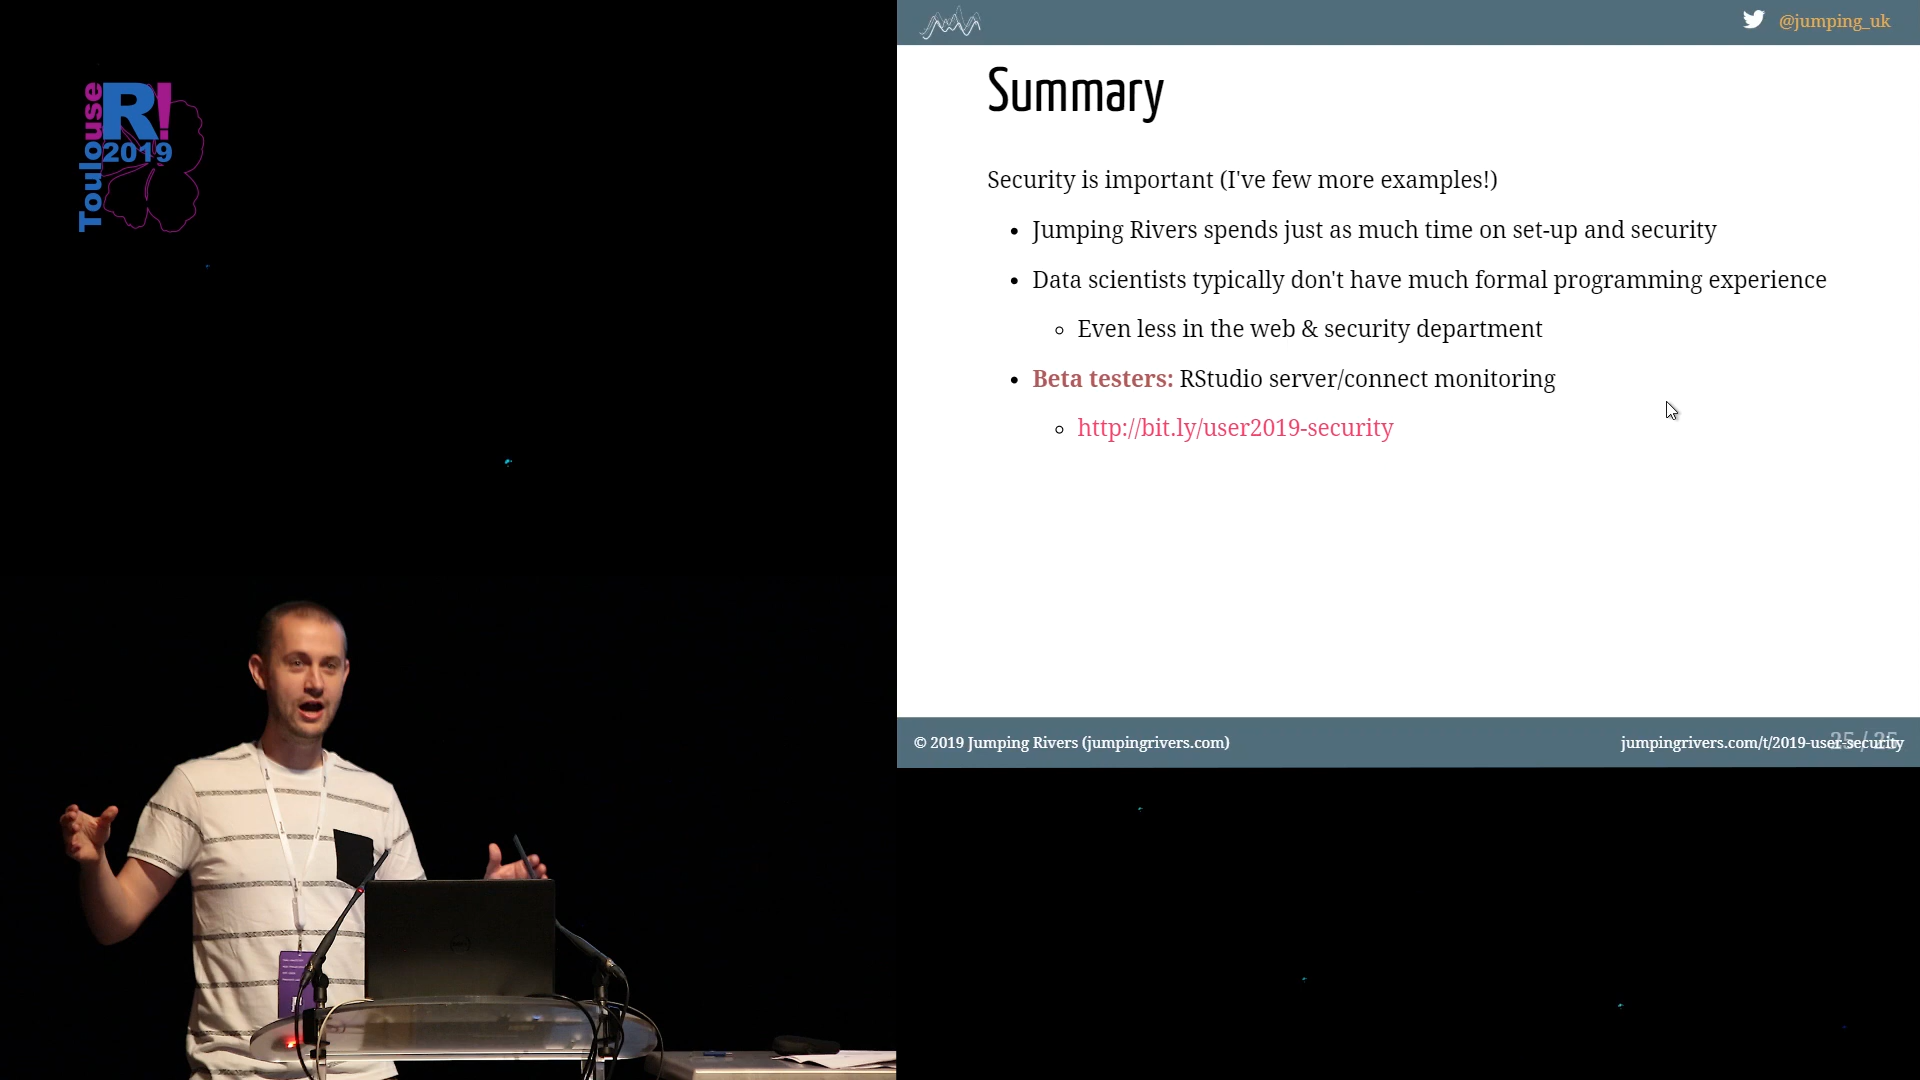 Toulouse
R!
2019
@jumping_uk
Summary
Security is important (I've few more examples!)
Jumping Rivers spends just as much time on set-up and security
Data scientists typically don't have much formal programming experience
Even less in the web & security department
Beta testers: RStudio server/connect monitoring
http://bit.ly/user2019-security
© 2019 Jumping Rivers (jumpingrivers.com)
jumpingrivers.com/t/2019-user-security
25 / 25